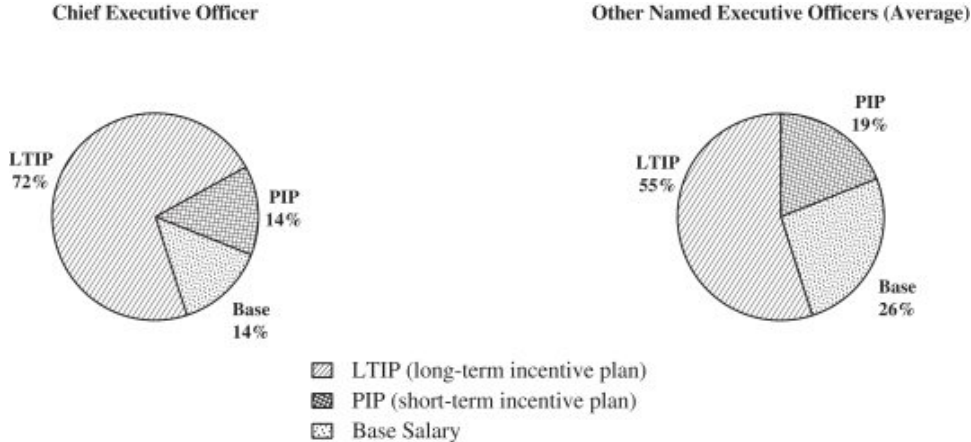 Chief Executive Officer
Other Named Executive Officers (Average)
LTIP
72%
PIP
14%
Base
14%
PIP
19%
LTIP
55%
Base
26%
LTIP (long-term incentive plan)
PIP (short-term incentive plan)
Base Salary